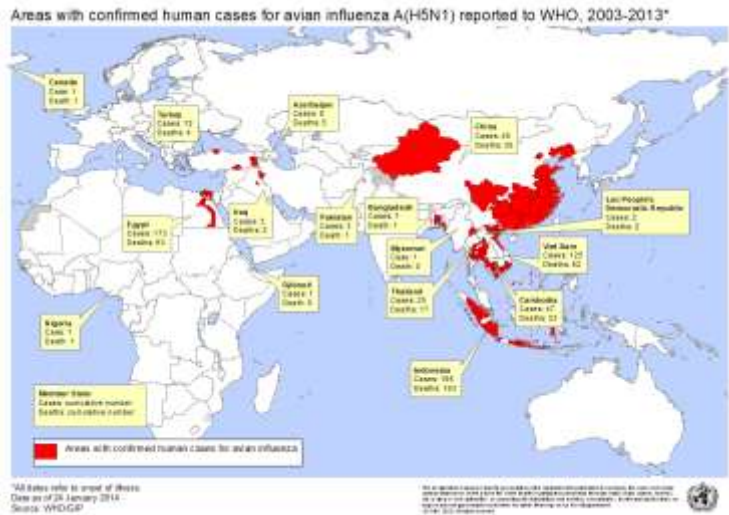 Areas with confirmed human cases for avian influenza A(H5N1) reported to WHO, 2003-2013*
Canada
Case: 1
Death: 1
Turkey
Cases: 12
Deaths: 4
Azerbaijan
Cases: 8
Deaths: 5
China
Cases:
Deaths:
Egypt
Cases: 173
Deaths: 63
Iraq
Cases: 3
Deaths: 2
Pakistan
Cases: 3
Death: 1
Bangladesh
Cases: 7
Death: 1
Lao People's
Democratic Republic
Cases: 2
Deaths: 2
Myanmar
Case: 1
Death: 0
Viet Nam
Cases: 125
Deaths: 62
Djibouti
Case: 1
Death: 0
Thailand
Cases: 25
Deaths: 17
Cambodia
Cases: 47
Deaths: 33
Nigeria
Case: 1
Death: 1
Indonesia
Cases: 195
Deaths: 163
Member State
Cases: cumulative number
Deaths: cumulative number
Areas with confirmed human cases for avian influenza
*All dates refer to onset of illness
Data as of 24 January 2014
Source: WHO/GIP